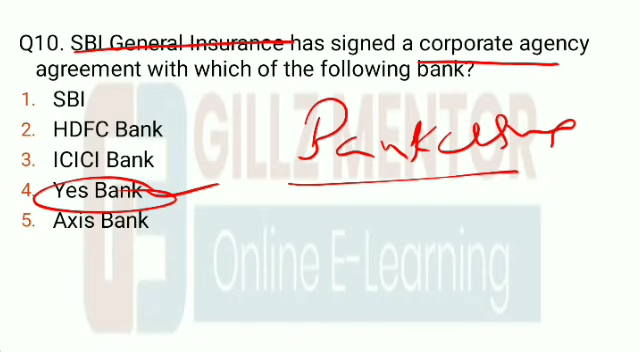 Q10. SBI General Insurance has signed a corporate agency
agreement with which of the following bank?
1. SBI
2. HDFC Bank
3. ICICI Bank
4. Yes Bank
5. Axis Bank
GILLZ MENTOR
Online E-Learning